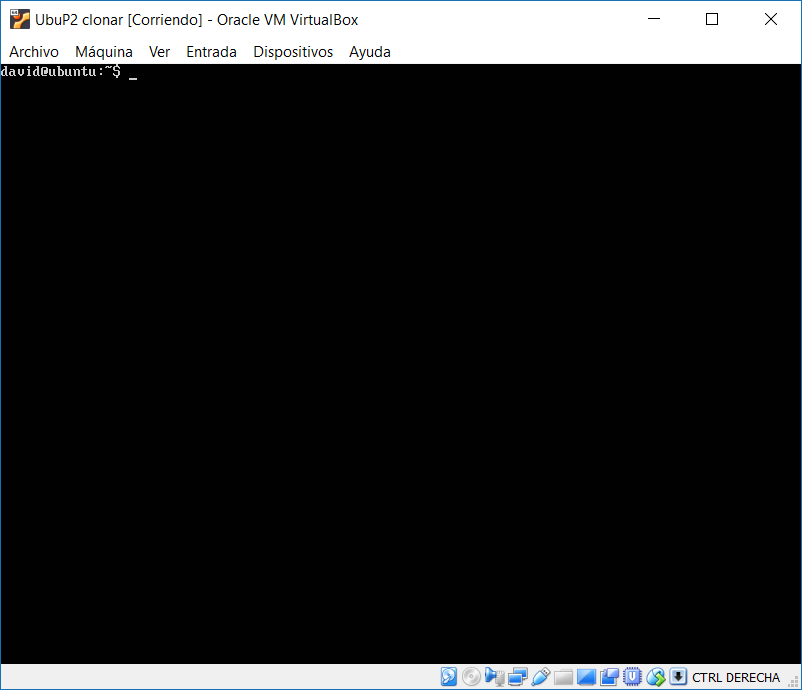 UbuP2 clonar [Corriendo] - Oracle VM VirtualBox
Archivo Máquina Ver Entrada Dispositivos Ayuda
david@ubuntu:~$ _
CTRL DERECHA